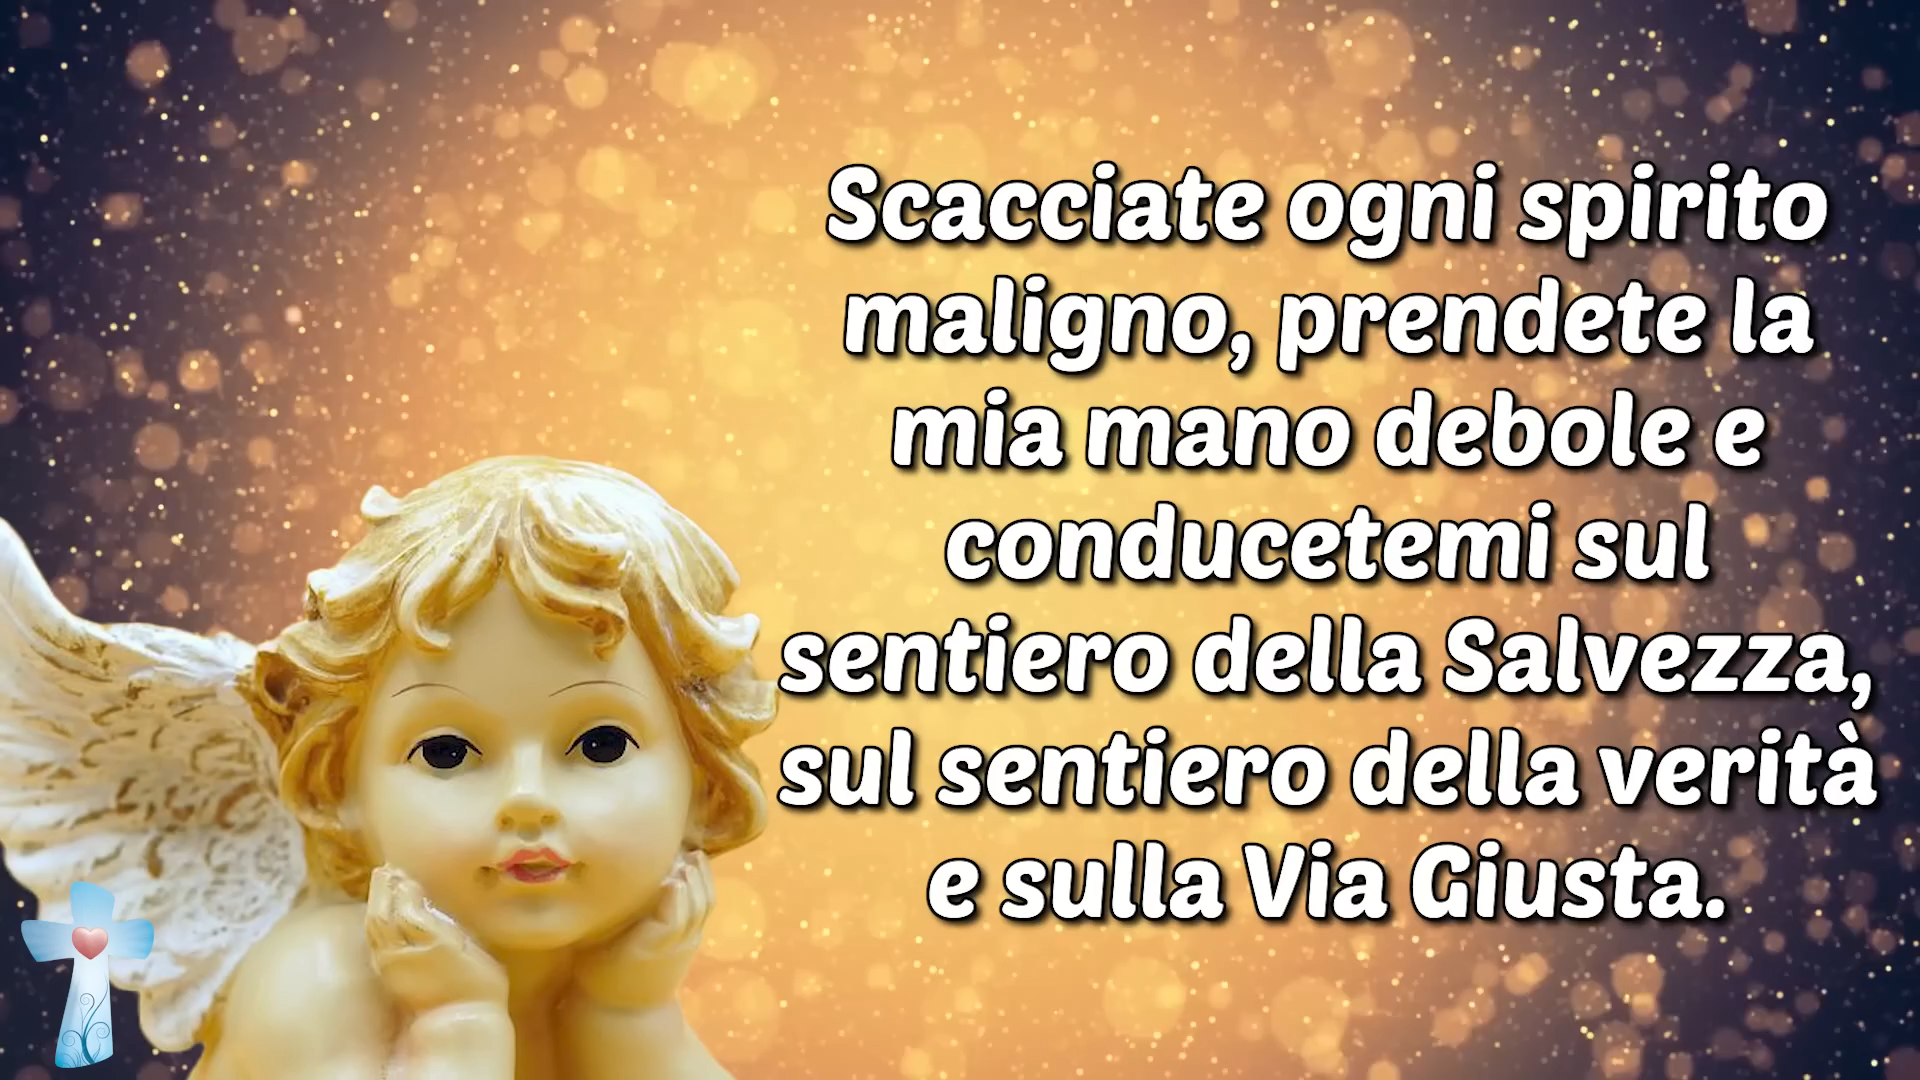 Scacciate ogni spirito
maligno, prendete la
mia mano debole e
conducetemi sul
sentiero della Salvezza,
sul sentiero della verità
e sulla Via Giusta.